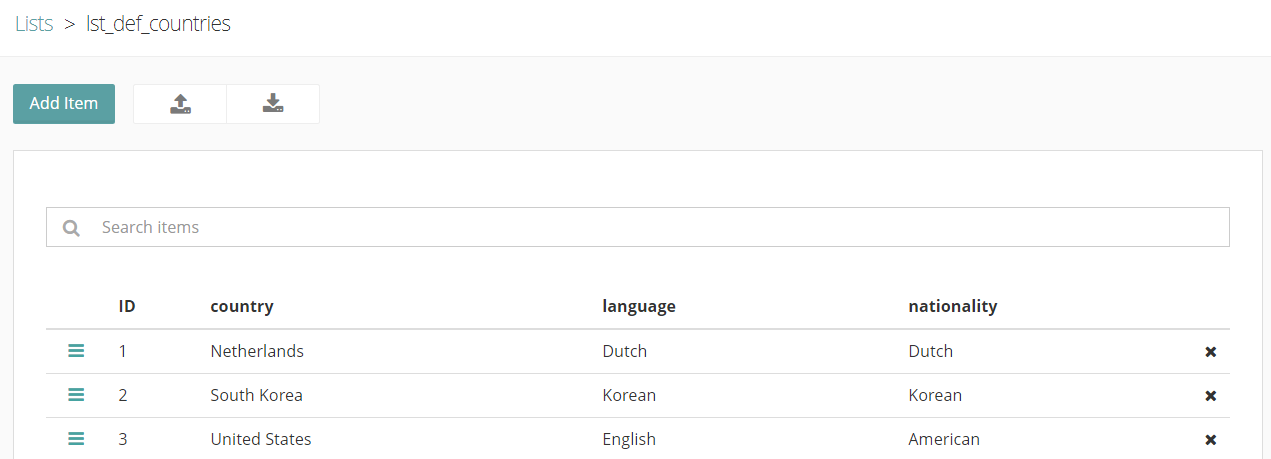 Lists > lst_def_countries
Add Item
Search items
ID country language nationality
1 Netherlands Dutch Dutch
2 South Korea Korean Korean
3 United States English American